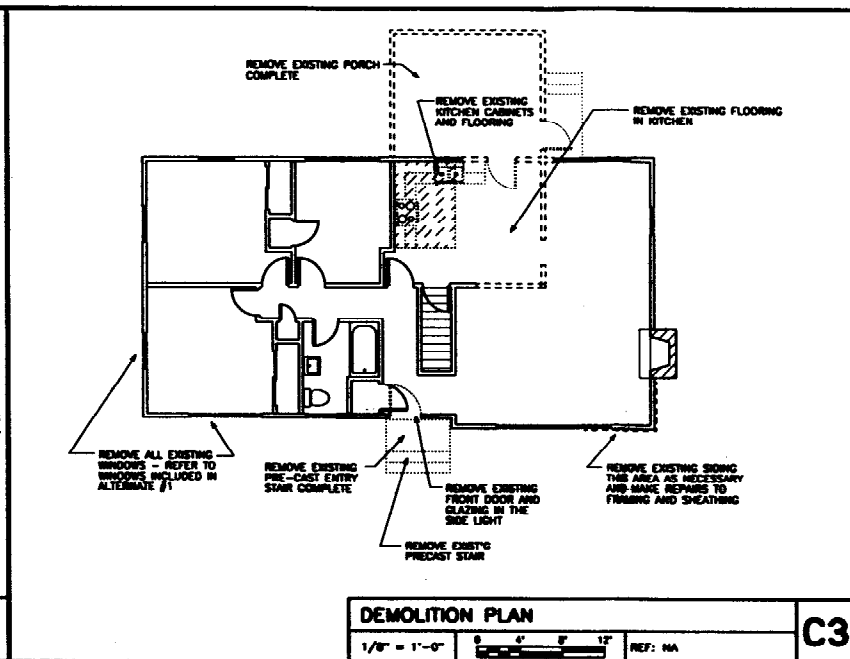 REMOVE EXISTING PORCH
COMPLETE
REMOVE EXISTING
KITCHEN CABINETS
AND FLOORING
REMOVE EXISTING FLOORING
IN KITCHEN
REMOVE ALL EXISTING
WINDOWS - REFER TO
WINDOWS INCLUDED IN
ALTERNATE #1
REMOVE EXISTING
PRE-CAST ENTRY
STAIR COMPLETE
REMOVE EXISTING
FRONT DOOR AND
GLAZING IN THE
SIDE LIGHT
REMOVE EXIST'G
PRECAST STAIR
REMOVE EXISTING SIDING
THIS AREA AS NECESSARY
AND MAKE REPAIRS TO
FRAMING AND SHEATHING
DEMOLITION PLAN
1/8" = 1'-0"
0 4' 8' 12'
REF: NA
C3